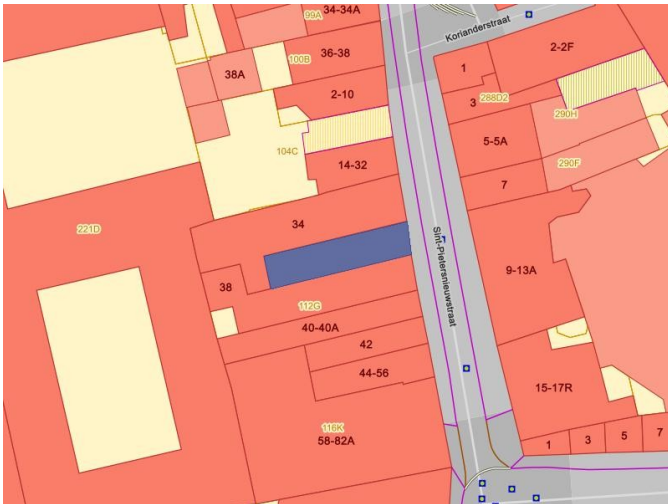 99A
34-34A
Korianderstraat
36-38
100B
38A
1
2-2F
2-10
3
288D2
290H
104C
5-5A
14-32
290F
7
34
221D
Sint-Pietersnieuwstraat
9-13A
38
112G
40-40A
42
44-56
15-17R
116K
58-82A
1
3
5
7